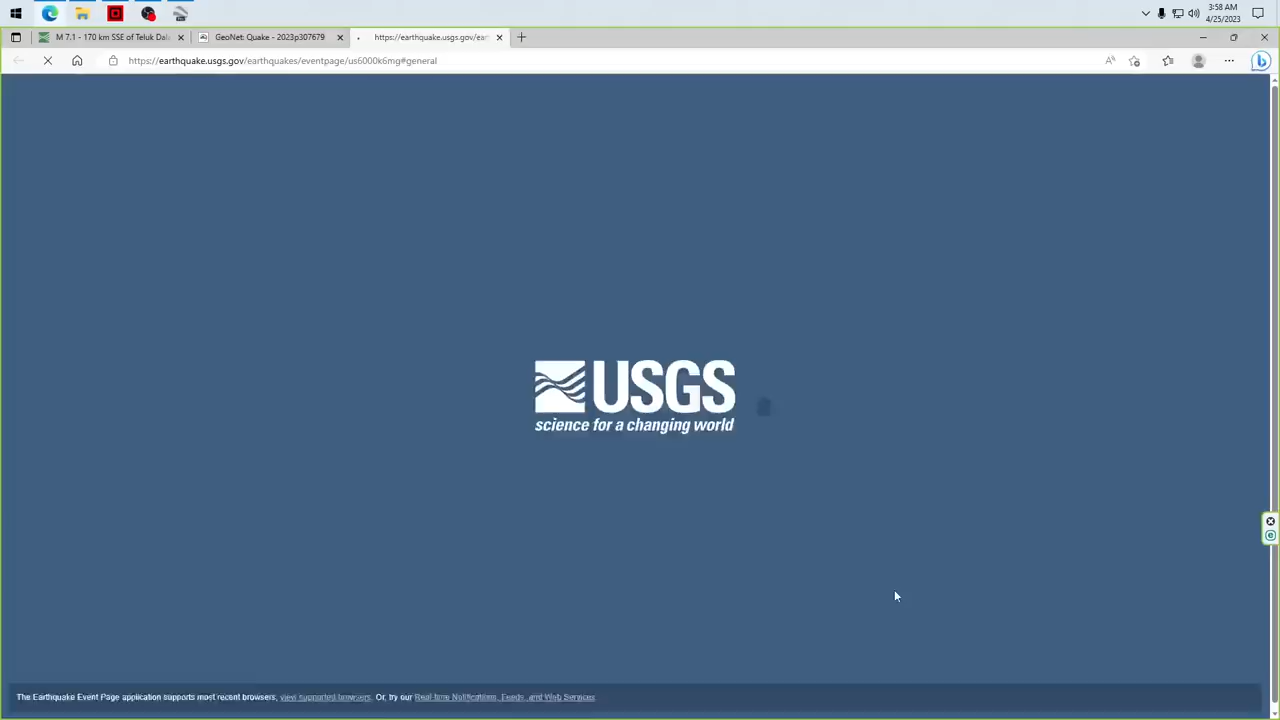 3:58 AM
4/25/2023
M 7.1 - 170 km SSE of Teluk Dala
GeoNet: Quake - 2023p307679
https://earthquake.usgs.gov/ear
https://earthquake.usgs.gov/earthquakes/eventpage/us6000k6mg#general
USGS
science for a changing world
The Earthquake Event Page application supports most recent browsers, view supported browsers. Or, try our Real-time Notifications, Feeds, and Web Services.